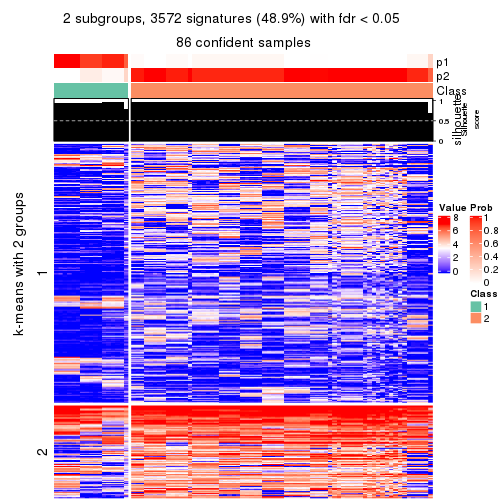 2 subgroups, 3572 signatures (48.9%) with fdr < 0.05
86 confident samples
p1
p2
Class
1
0.5
0
silhouette
Silhouette
score
k-means with 2 groups
1
2
Value
8
6
4
2
0
Prob
1
0.8
0.6
0.4
0.2
0
Class
1
2